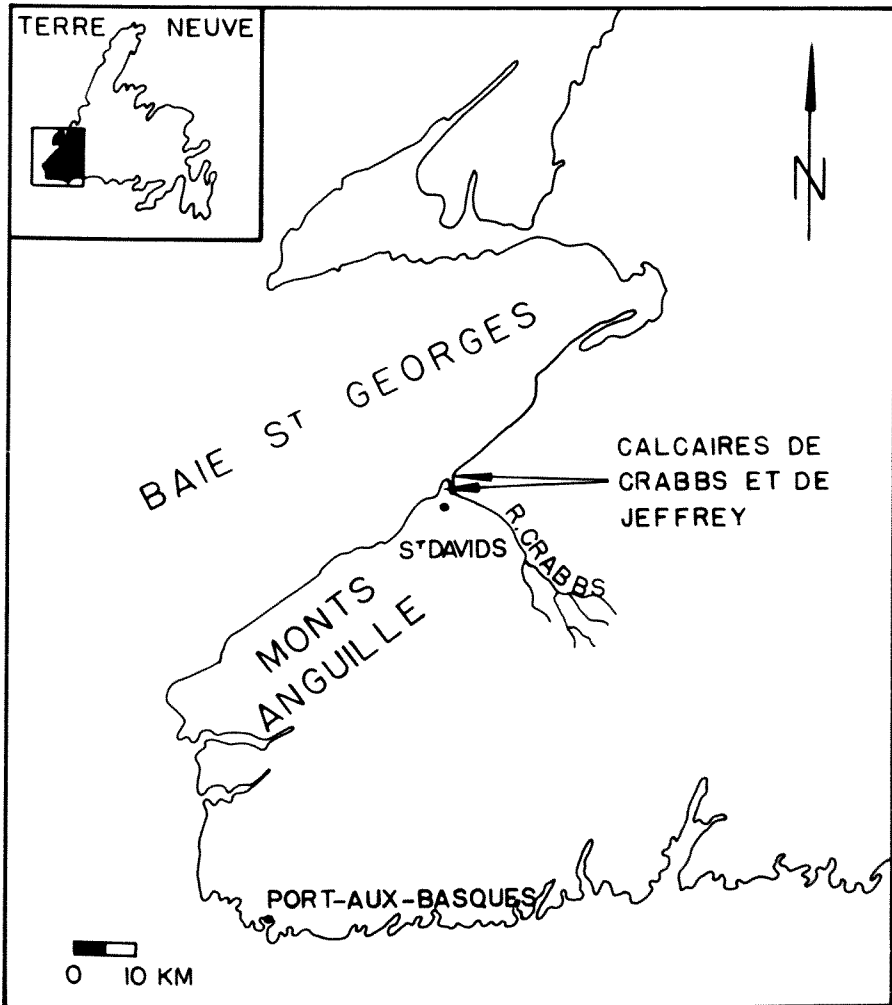 TERRE NEUVE
N
BAIE Sᵀ GEORGES
CALCAIRES DE
CRABBS ET DE
JEFFREY
SᵀDAVIDS
R. CRABBS
MONTS
ANGUILLE
PORT-AUX-BASQUES
0 10 KM